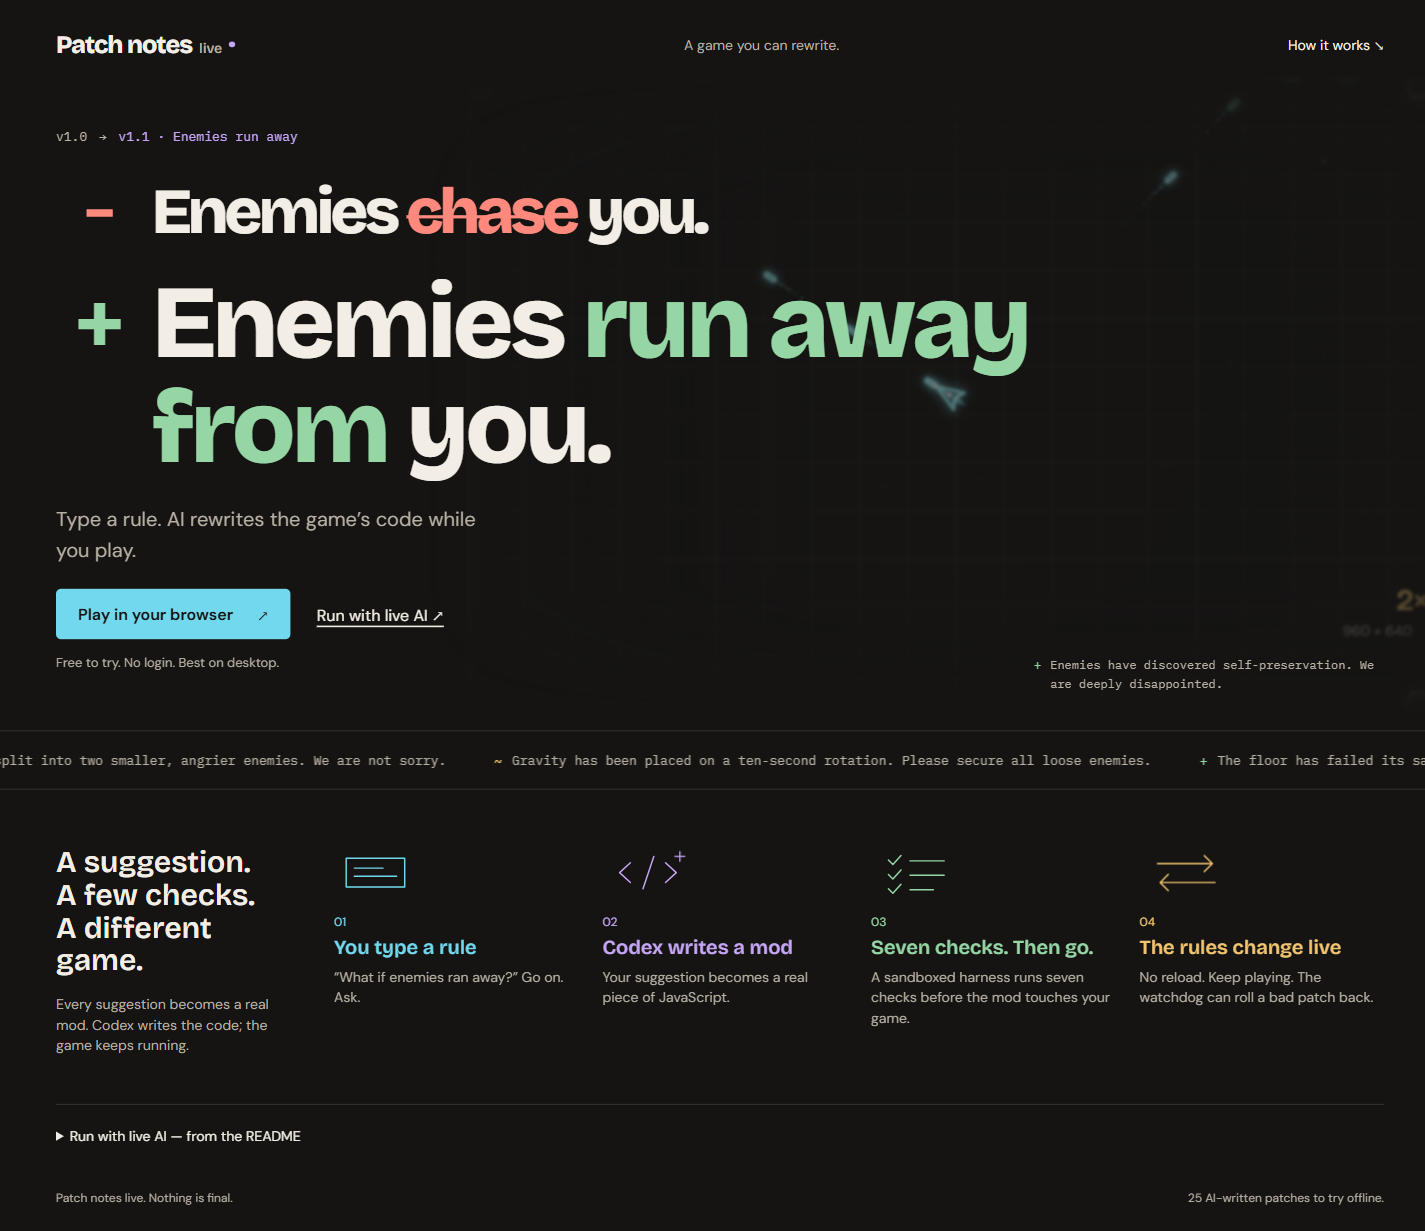 Patch notes live
A game you can rewrite.
How it works ↘
v1.0 → v1.1 · Enemies run away
− Enemies chase you.
+ Enemies run away
from you.
Type a rule. AI rewrites the game’s code while
you play.
Play in your browser ↗
Run with live AI ↗
Free to try. No login. Best on desktop.
960 × 640
+ Enemies have discovered self-preservation. We
are deeply disappointed.
split into two smaller, angrier enemies. We are not sorry.
~ Gravity has been placed on a ten-second rotation. Please secure all loose enemies.
+ The floor has failed its
A suggestion.
A few checks.
A different
game.
Every suggestion becomes a real
mod. Codex writes the code; the
game keeps running.
01
You type a rule
“What if enemies ran away?” Go on.
Ask.
</>
02
Codex writes a mod
Your suggestion becomes a real
piece of JavaScript.
03
Seven checks. Then go.
A sandboxed harness runs seven
checks before the mod touches your
game.
04
The rules change live
No reload. Keep playing. The
watchdog can roll a bad patch back.
▶ Run with live AI — from the README
Patch notes live. Nothing is final.
25 AI-written patches to try offline.